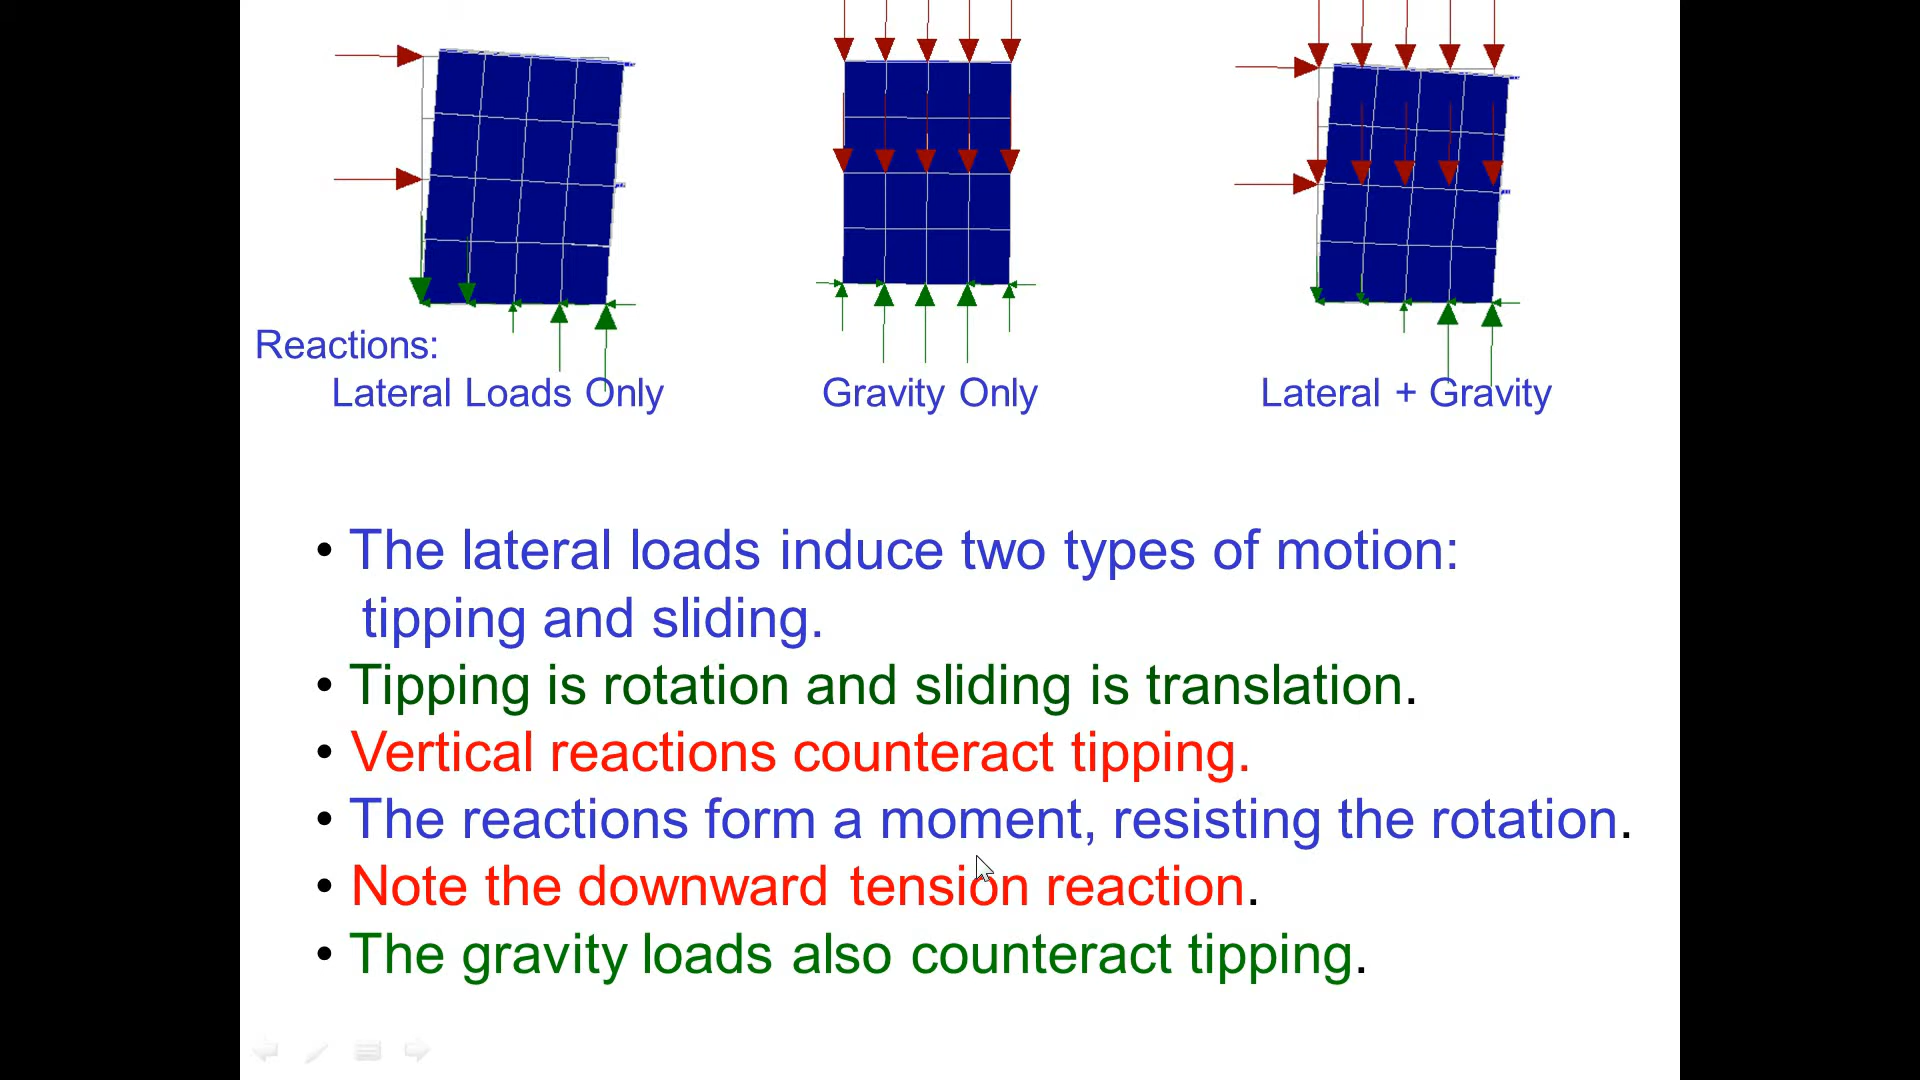 Reactions:
Lateral Loads Only
Gravity Only
Lateral + Gravity
• The lateral loads induce two types of motion:
tipping and sliding.
• Tipping is rotation and sliding is translation.
• Vertical reactions counteract tipping.
• The reactions form a moment, resisting the rotation.
• Note the downward tension reaction.
• The gravity loads also counteract tipping.